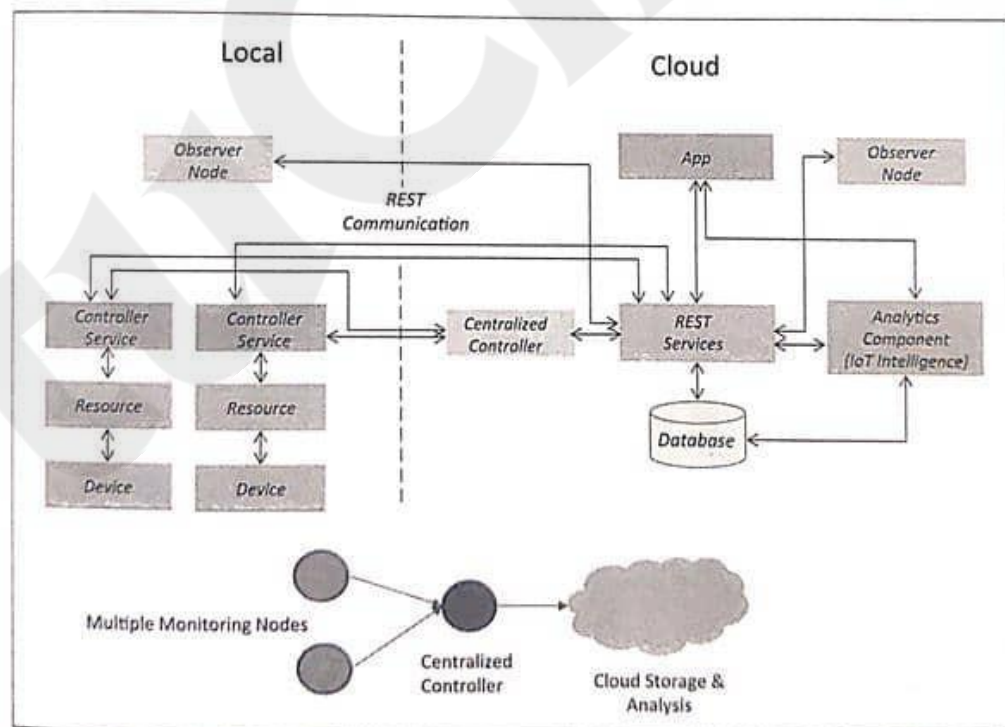 Local
Cloud
Observer
Node
App
Observer
Node
REST
Communication
Controller
Service
Controller
Service
Centralized
Controller
REST
Services
Analytics
Component
(IoT Intelligence)
Resource
Resource
Database
Device
Device
Multiple Monitoring Nodes
Centralized
Controller
Cloud Storage &
Analysis